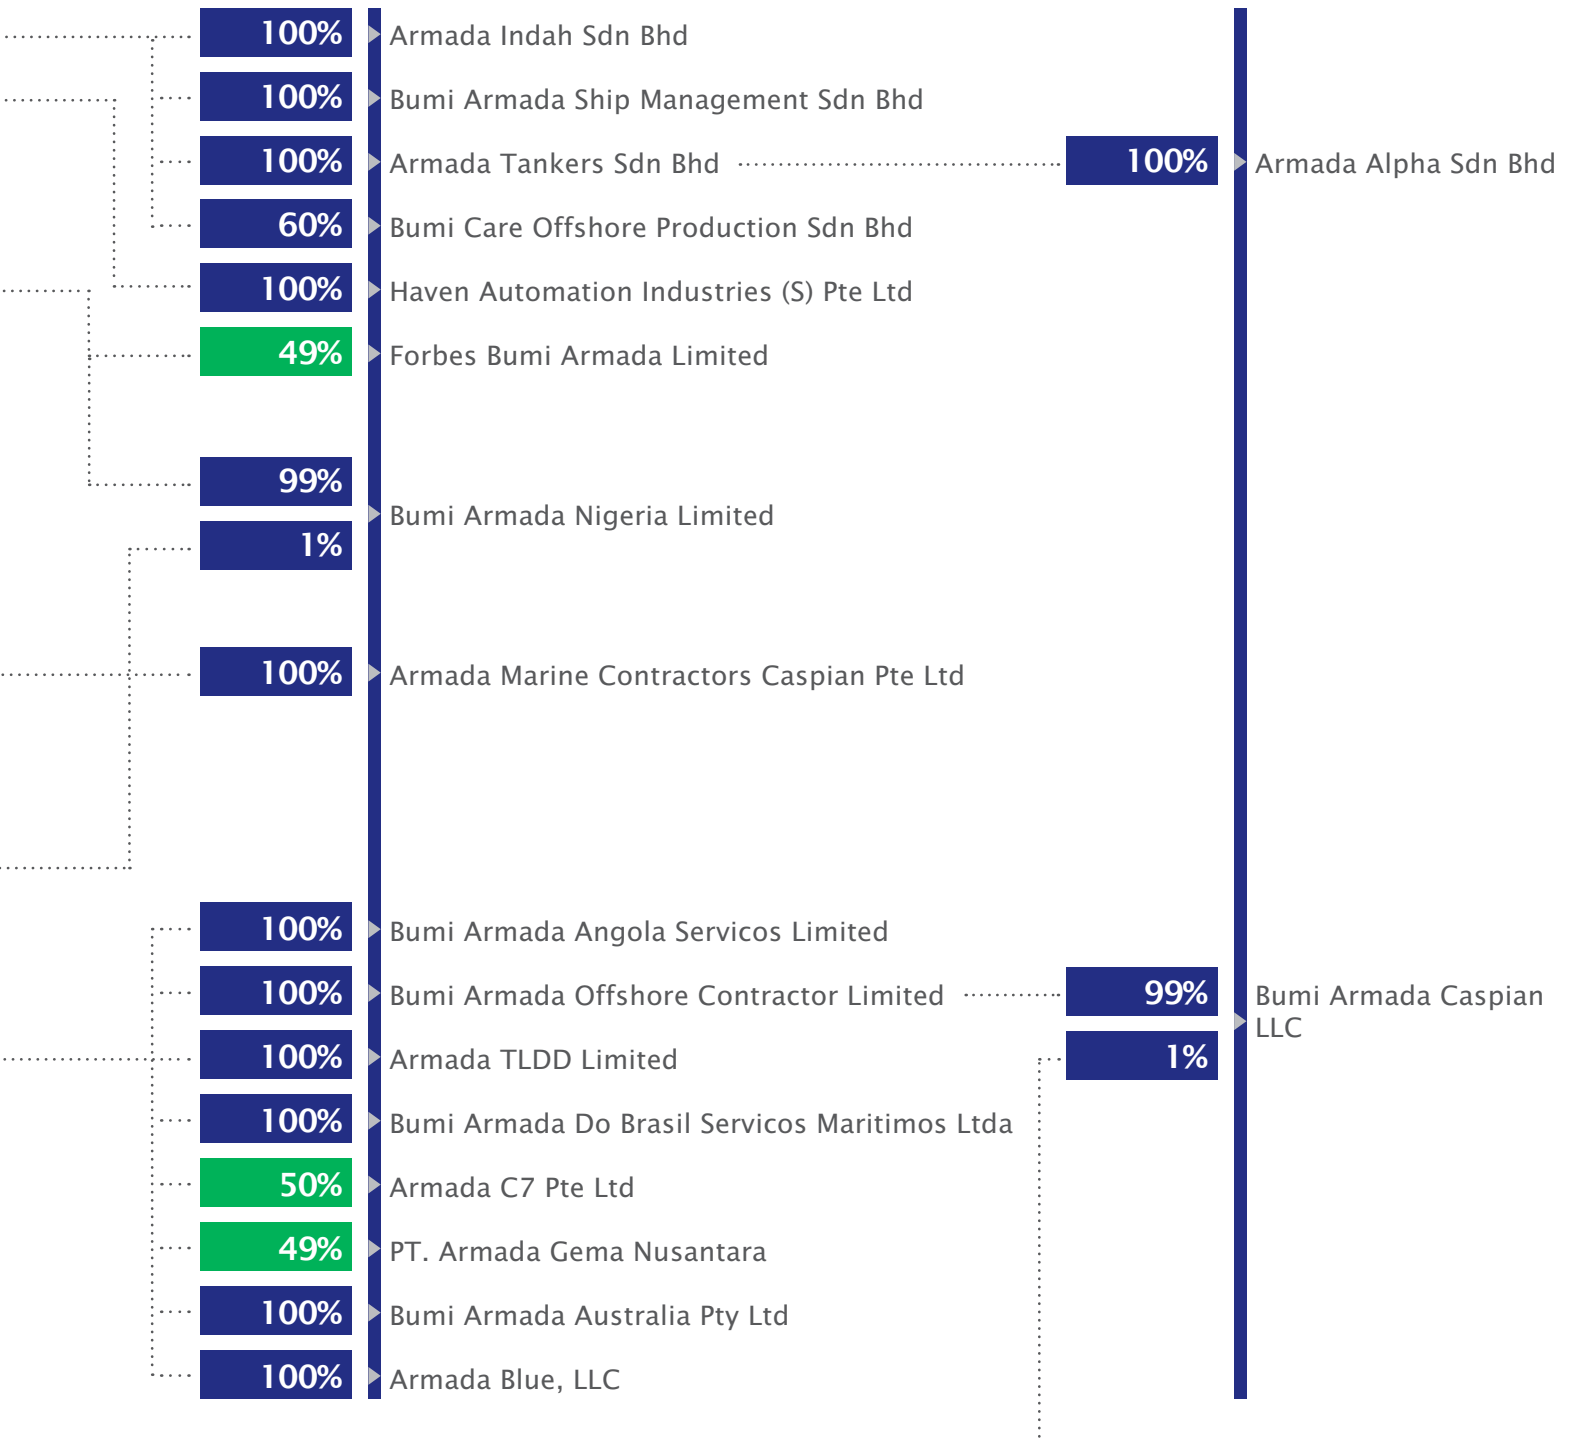 100% Armada Indah Sdn Bhd
100% Bumi Armada Ship Management Sdn Bhd
100% Armada Tankers Sdn Bhd 100% Armada Alpha Sdn Bhd
60% Bumi Care Offshore Production Sdn Bhd
100% Haven Automation Industries (S) Pte Ltd
49% Forbes Bumi Armada Limited
99%
Bumi Armada Nigeria Limited
1%
100% Armada Marine Contractors Caspian Pte Ltd
100% Bumi Armada Angola Servicos Limited
100% Bumi Armada Offshore Contractor Limited 99% Bumi Armada Caspian
LLC
100% Armada TLDD Limited 1%
100% Bumi Armada Do Brasil Servicos Maritimos Ltda
50% Armada C7 Pte Ltd
49% PT. Armada Gema Nusantara
100% Bumi Armada Australia Pty Ltd
100% Armada Blue, LLC